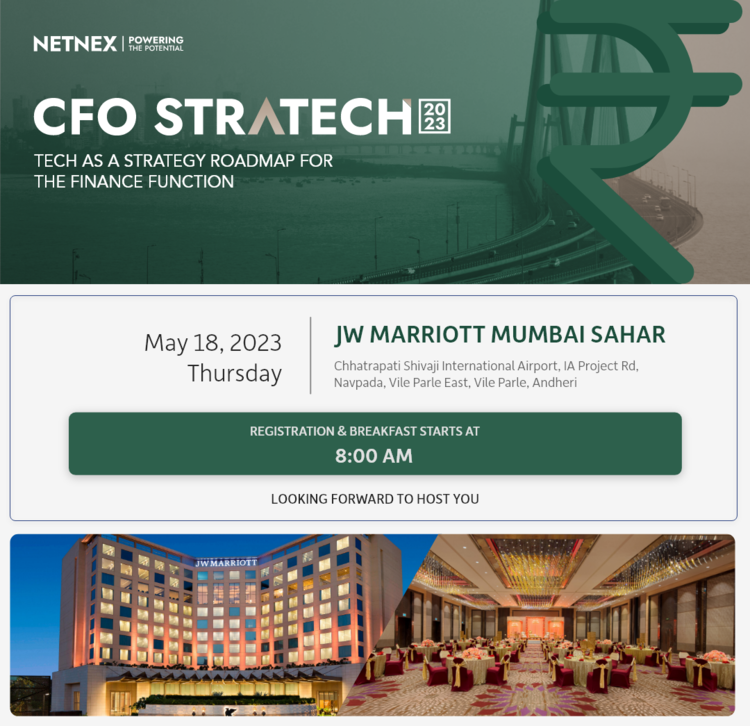 NETNEX | POWERING
THE POTENTIAL
CFO STRATECH 2023
TECH AS A STRATEGY ROADMAP FOR
THE FINANCE FUNCTION
May 18, 2023
Thursday
JW MARRIOTT MUMBAI SAHAR
Chhatrapati Shivaji International Airport, IA Project Rd,
Navpada, Vile Parle East, Vile Parle, Andheri
REGISTRATION & BREAKFAST STARTS AT
8:00 AM
LOOKING FORWARD TO HOST YOU
JW MARRIOTT